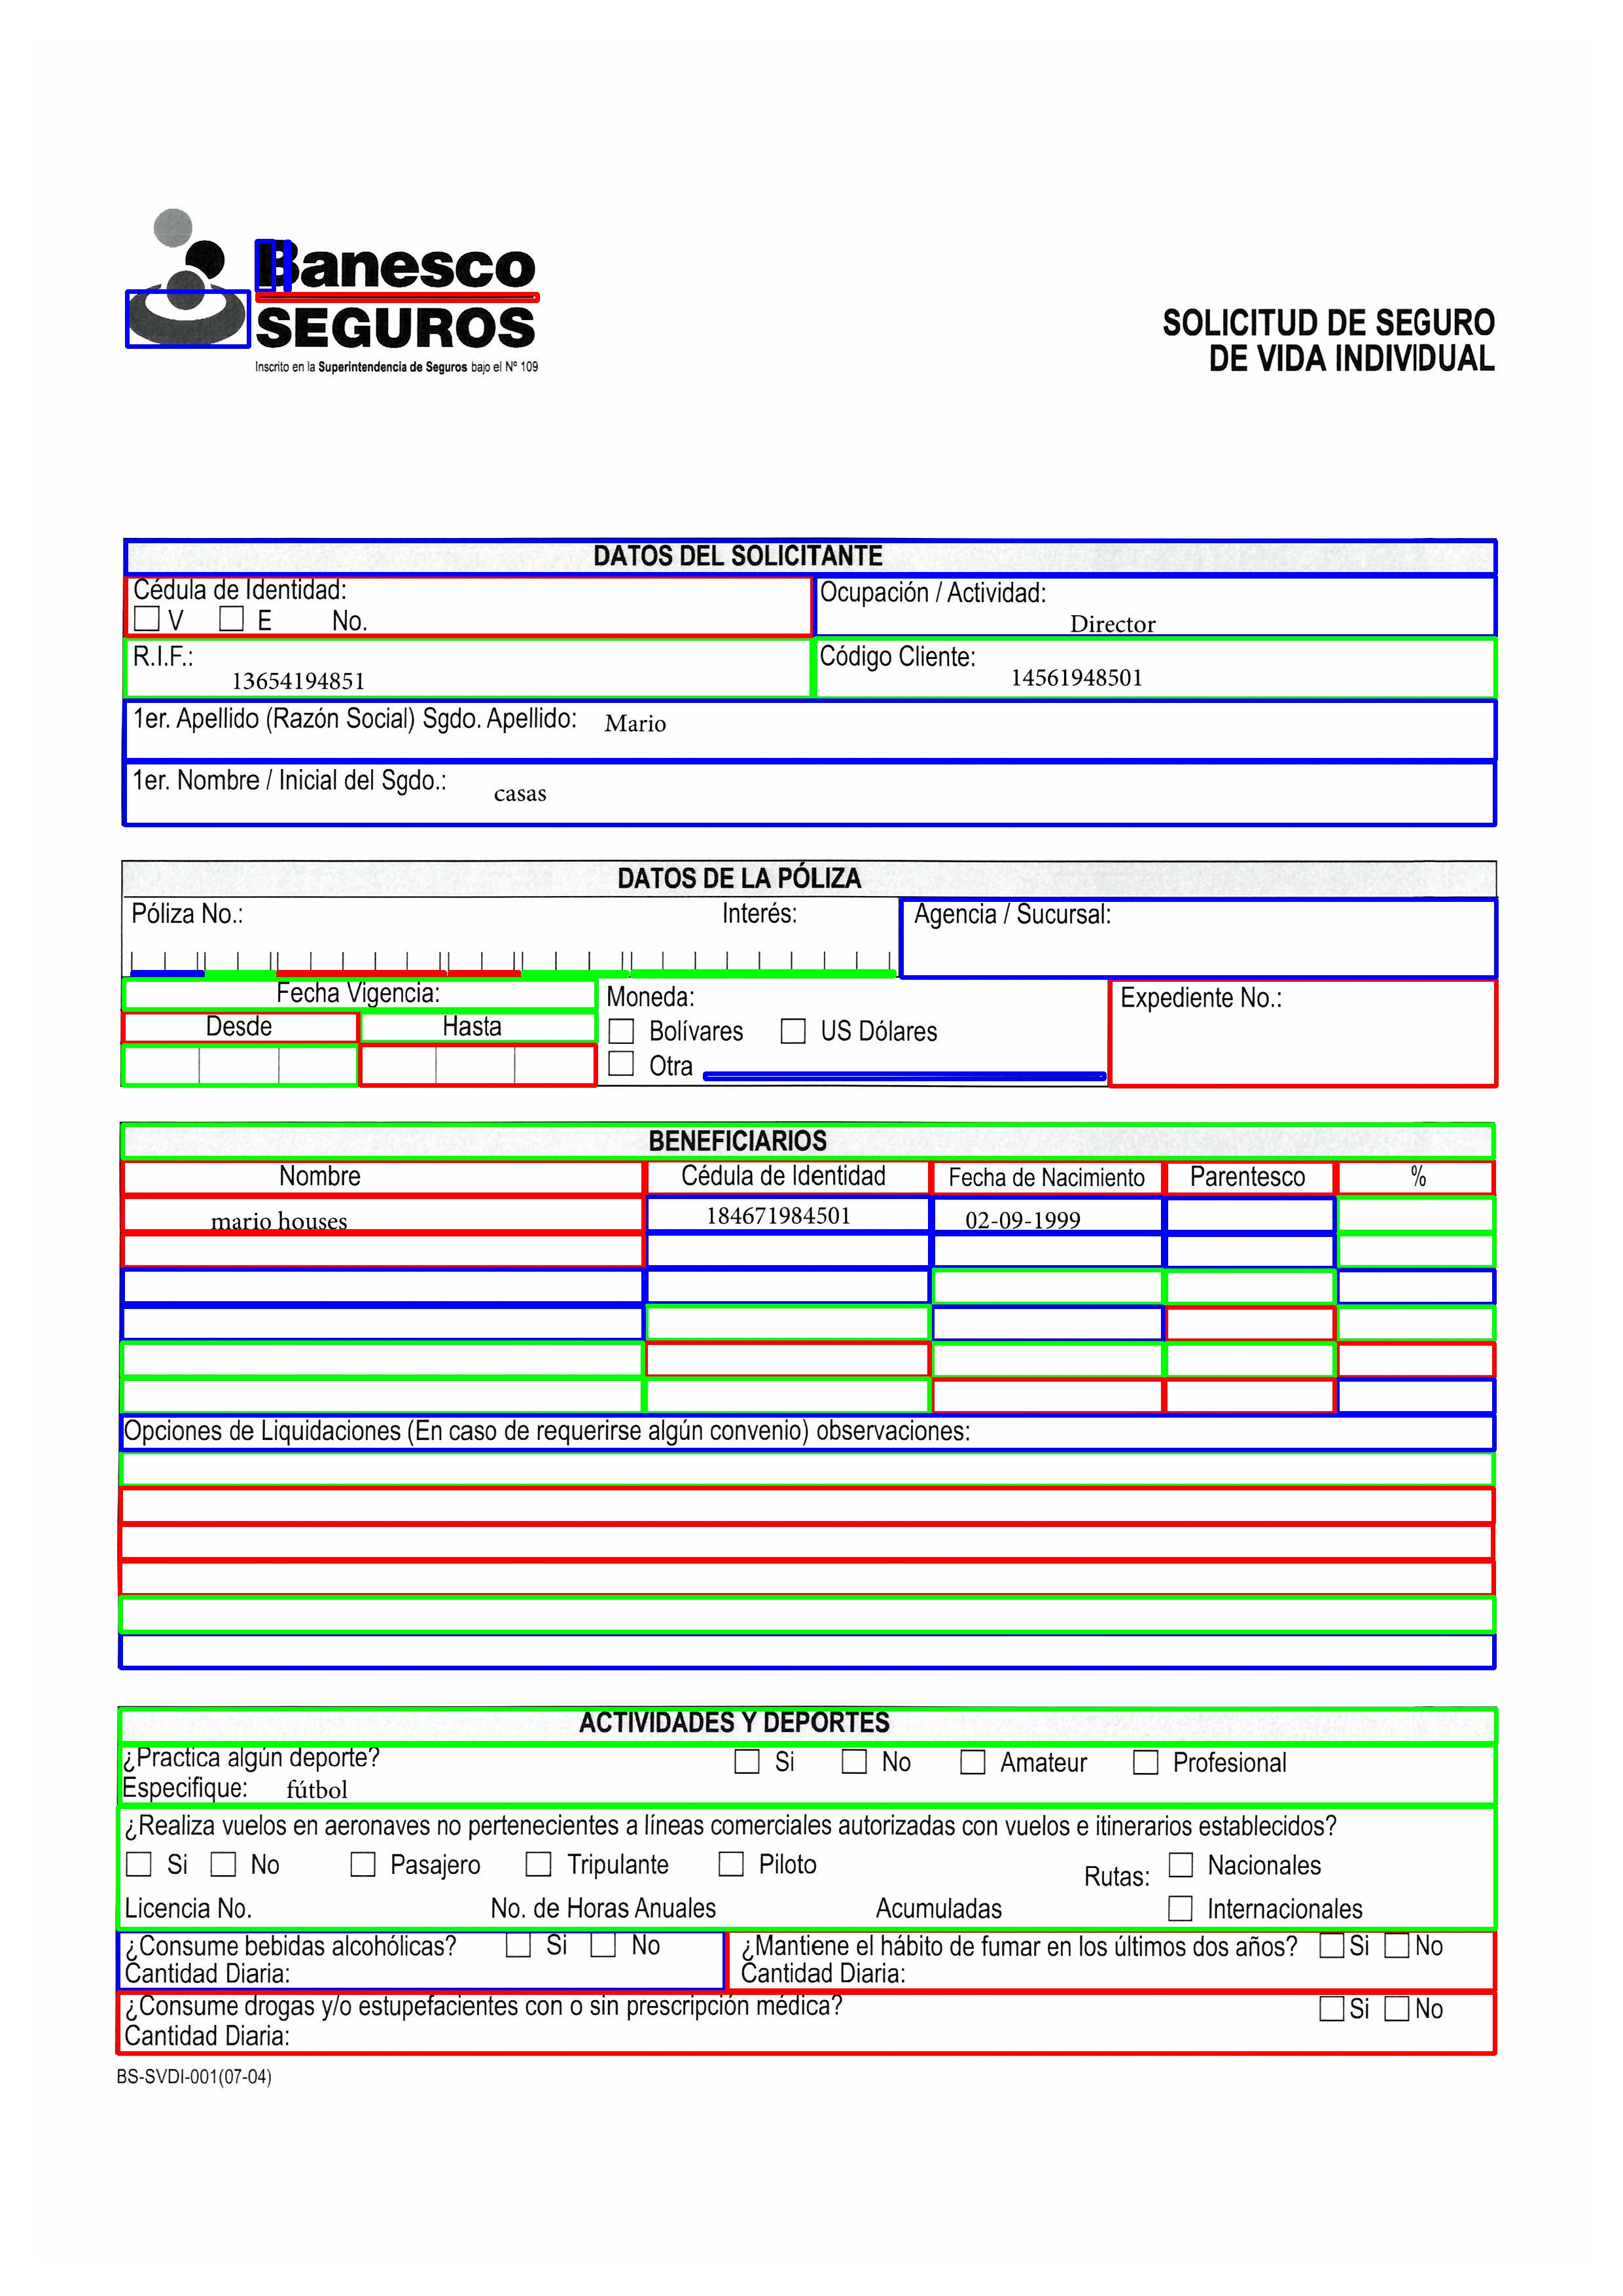 Banesco
SEGUROS
Inscrito en la Superintendencia de Seguros bajo el Nº 109
SOLICITUD DE SEGURO
DE VIDA INDIVIDUAL
DATOS DEL SOLICITANTE
Cédula de Identidad:
V E No.
Ocupación / Actividad:
Director
R.I.F.:
13654194851
Código Cliente:
14561948501
1er. Apellido (Razón Social) Sgdo. Apellido: Mario
1er. Nombre / Inicial del Sgdo.: casas
DATOS DE LA PÓLIZA
Póliza No.: Interés: Agencia / Sucursal:
Fecha Vigencia:
Desde Hasta
Moneda:
Bolívares US Dólares
Otra
Expediente No.:
BENEFICIARIOS
Nombre Cédula de Identidad Fecha de Nacimiento Parentesco %
mario houses 184671984501 02-09-1999
Opciones de Liquidaciones (En caso de requerirse algún convenio) observaciones:
ACTIVIDADES Y DEPORTES
¿Practica algún deporte? Si No Amateur Profesional
Especifique: fútbol
¿Realiza vuelos en aeronaves no pertenecientes a líneas comerciales autorizadas con vuelos e itinerarios establecidos?
Si No Pasajero Tripulante Piloto Rutas: Nacionales
Licencia No. No. de Horas Anuales Acumuladas Internacionales
¿Consume bebidas alcohólicas? Si No
Cantidad Diaria:
¿Mantiene el hábito de fumar en los últimos dos años? Si No
Cantidad Diaria:
¿Consume drogas y/o estupefacientes con o sin prescripción médica? Si No
Cantidad Diaria:
BS-SVDI-001(07-04)